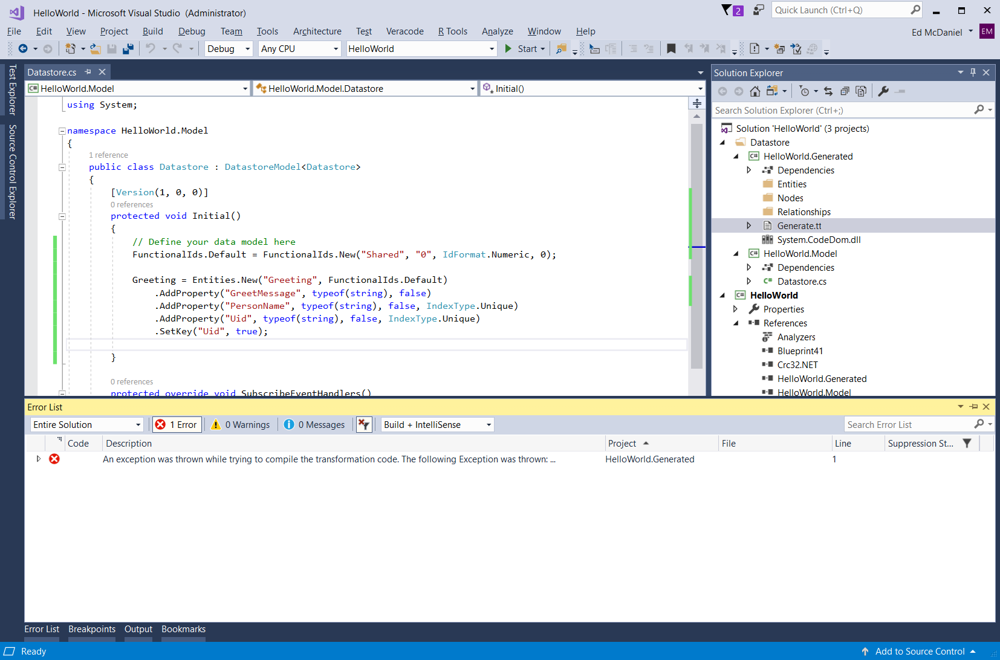 HelloWorld - Microsoft Visual Studio (Administrator)
2
Quick Launch (Ctrl+Q)
File Edit View Project Build Debug Team Tools Architecture Test Veracode R Tools Analyze Window Help
Ed McDaniel EM
Debug Any CPU HelloWorld Start
Test Explorer
Source Control Explorer
Datastore.cs
HelloWorld.Model HelloWorld.Model.Datastore Initial()
using System;
namespace HelloWorld.Model
{
1 reference
public class Datastore : DatastoreModel<Datastore>
{
[Version(1, 0, 0)]
0 references
protected void Initial()
{
// Define your data model here
FunctionalIds.Default = FunctionalIds.New("Shared", "0", IdFormat.Numeric, 0);
Greeting = Entities.New("Greeting", FunctionalIds.Default)
.AddProperty("GreetMessage", typeof(string), false)
.AddProperty("PersonName", typeof(string), false, IndexType.Unique)
.AddProperty("Uid", typeof(string), false, IndexType.Unique)
.SetKey("Uid", true);
}
0 references
protected override void SubscribeEventHandlers()
Solution Explorer
Search Solution Explorer (Ctrl+;)
Solution 'HelloWorld' (3 projects)
Datastore
C# HelloWorld.Generated
Dependencies
Entities
Nodes
Relationships
Generate.tt
System.CodeDom.dll
C# HelloWorld.Model
Dependencies
C# Datastore.cs
C# HelloWorld
Properties
References
Analyzers
Blueprint41
Crc32.NET
HelloWorld.Generated
HelloWorld.Model
Error List
Entire Solution 1 Error 0 Warnings 0 Messages Build + IntelliSense Search Error List
Code Description Project File Line Suppression St...
An exception was thrown while trying to compile the transformation code. The following Exception was thrown: ... HelloWorld.Generated 1
Error List Breakpoints Output Bookmarks
Ready Add to Source Control